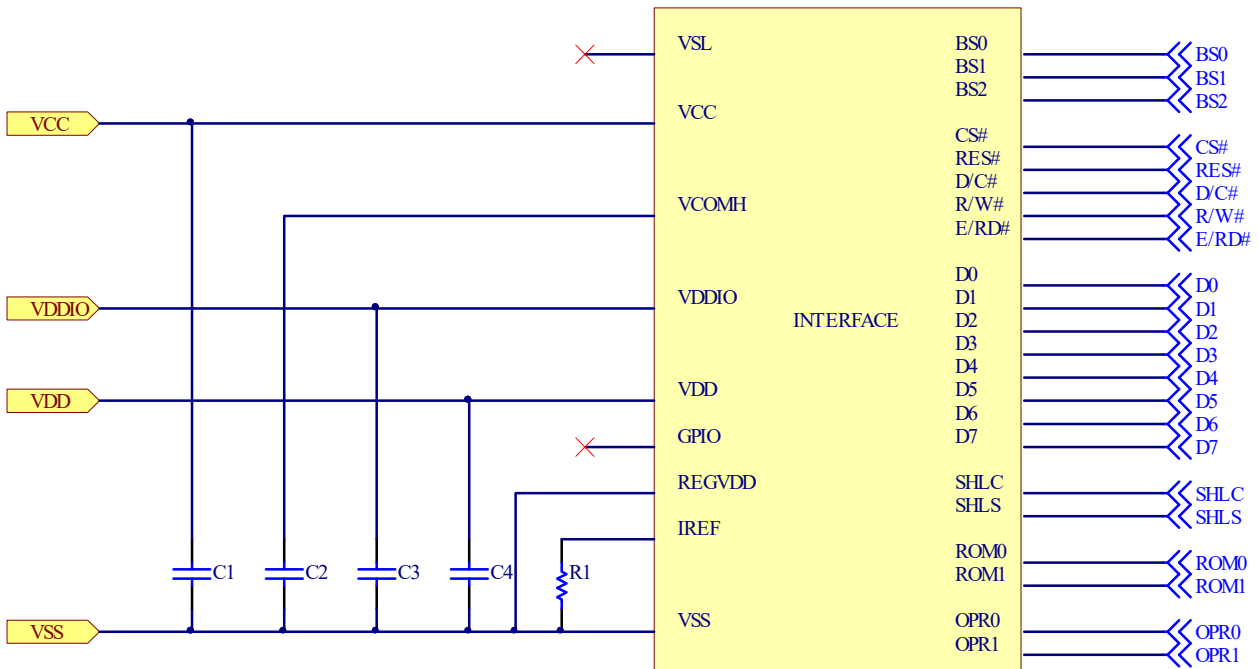 VSL
VCC
VCOMH
VDDIO
VDD
GPIO
REGVDD
IREF
VSS
INTERFACE
BS0
BS1
BS2
CS#
RES#
D/C#
R/W#
E/RD#
D0
D1
D2
D3
D4
D5
D6
D7
SHLC
SHLS
ROM0
ROM1
OPR0
OPR1
VCC
VDDIO
VDD
VSS
C1
C2
C3
C4
R1
BS0
BS1
BS2
CS#
RES#
D/C#
R/W#
E/RD#
D0
D1
D2
D3
D4
D5
D6
D7
SHLC
SHLS
ROM0
ROM1
OPR0
OPR1